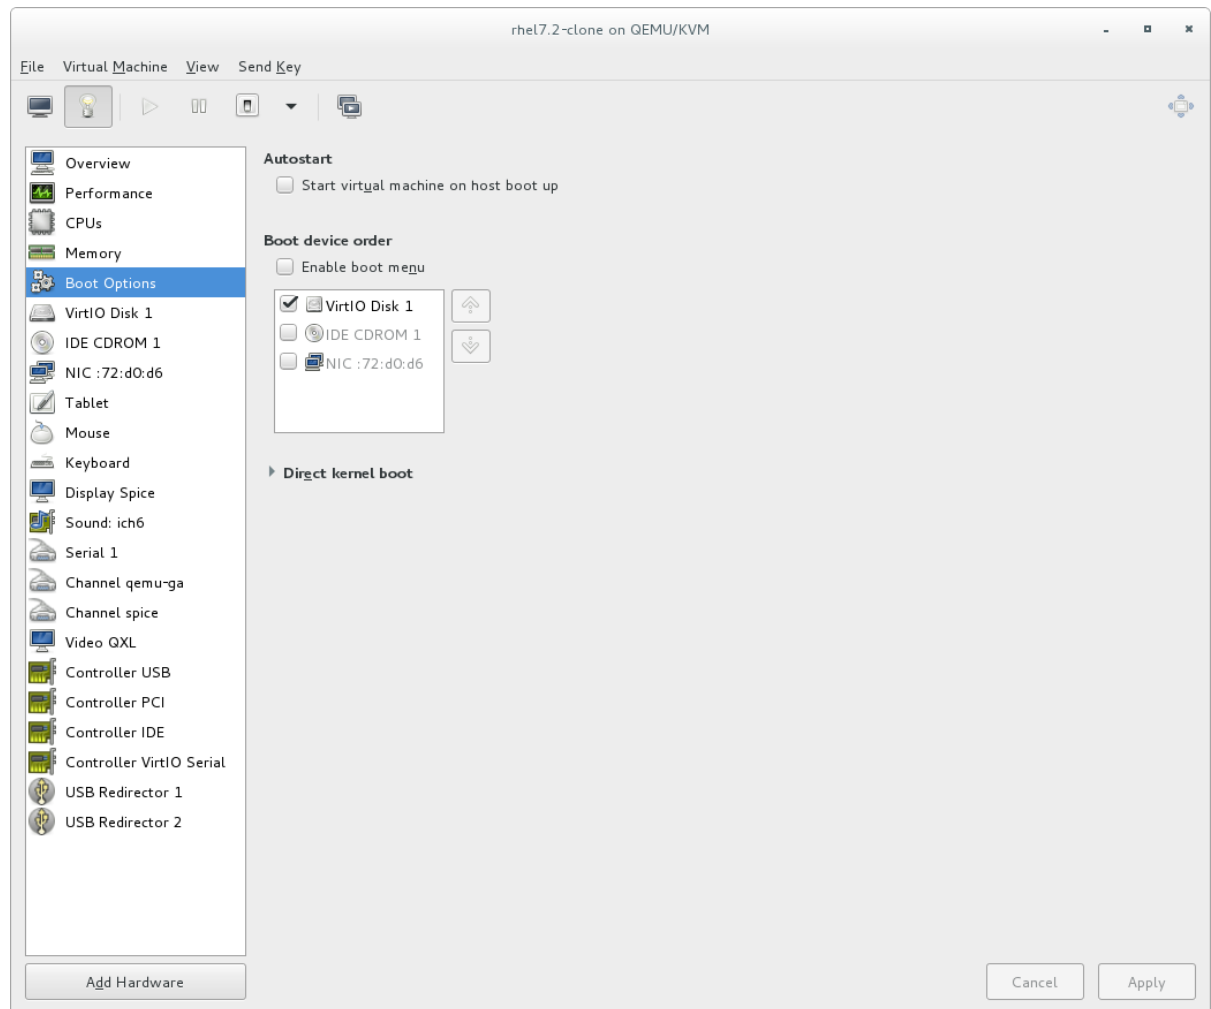 rhel7.2-clone on QEMU/KVM
File Virtual Machine View Send Key
Overview
Performance
CPUs
Memory
Boot Options
VirtIO Disk 1
IDE CDROM 1
NIC :72:d0:d6
Tablet
Mouse
Keyboard
Display Spice
Sound: ich6
Serial 1
Channel qemu-ga
Channel spice
Video QXL
Controller USB
Controller PCI
Controller IDE
Controller VirtIO Serial
USB Redirector 1
USB Redirector 2
Add Hardware
Autostart
Start virtual machine on host boot up
Boot device order
Enable boot menu
VirtIO Disk 1
IDE CDROM 1
NIC :72:d0:d6
Direct kernel boot
Cancel Apply